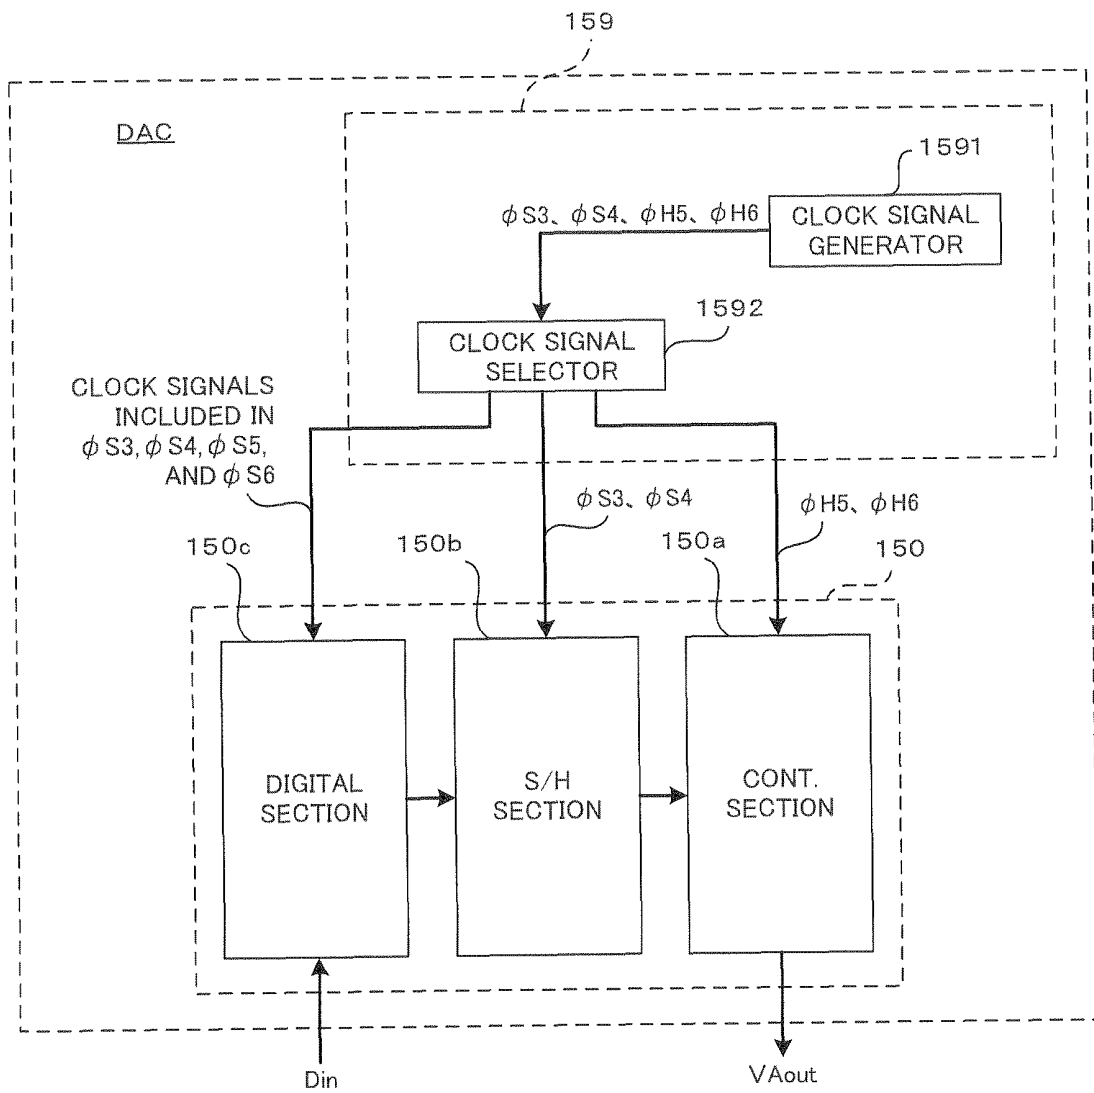 159
DAC
1591
φS3、φS4、φH5、φH6
CLOCK SIGNAL
GENERATOR
1592
CLOCK SIGNAL
SELECTOR
CLOCK SIGNALS
INCLUDED IN
φS3,φS4,φS5,
AND φS6
φS3、φS4
φH5、φH6
150c
150b
150a
150
DIGITAL
SECTION
S/H
SECTION
CONT.
SECTION
Din
VAout